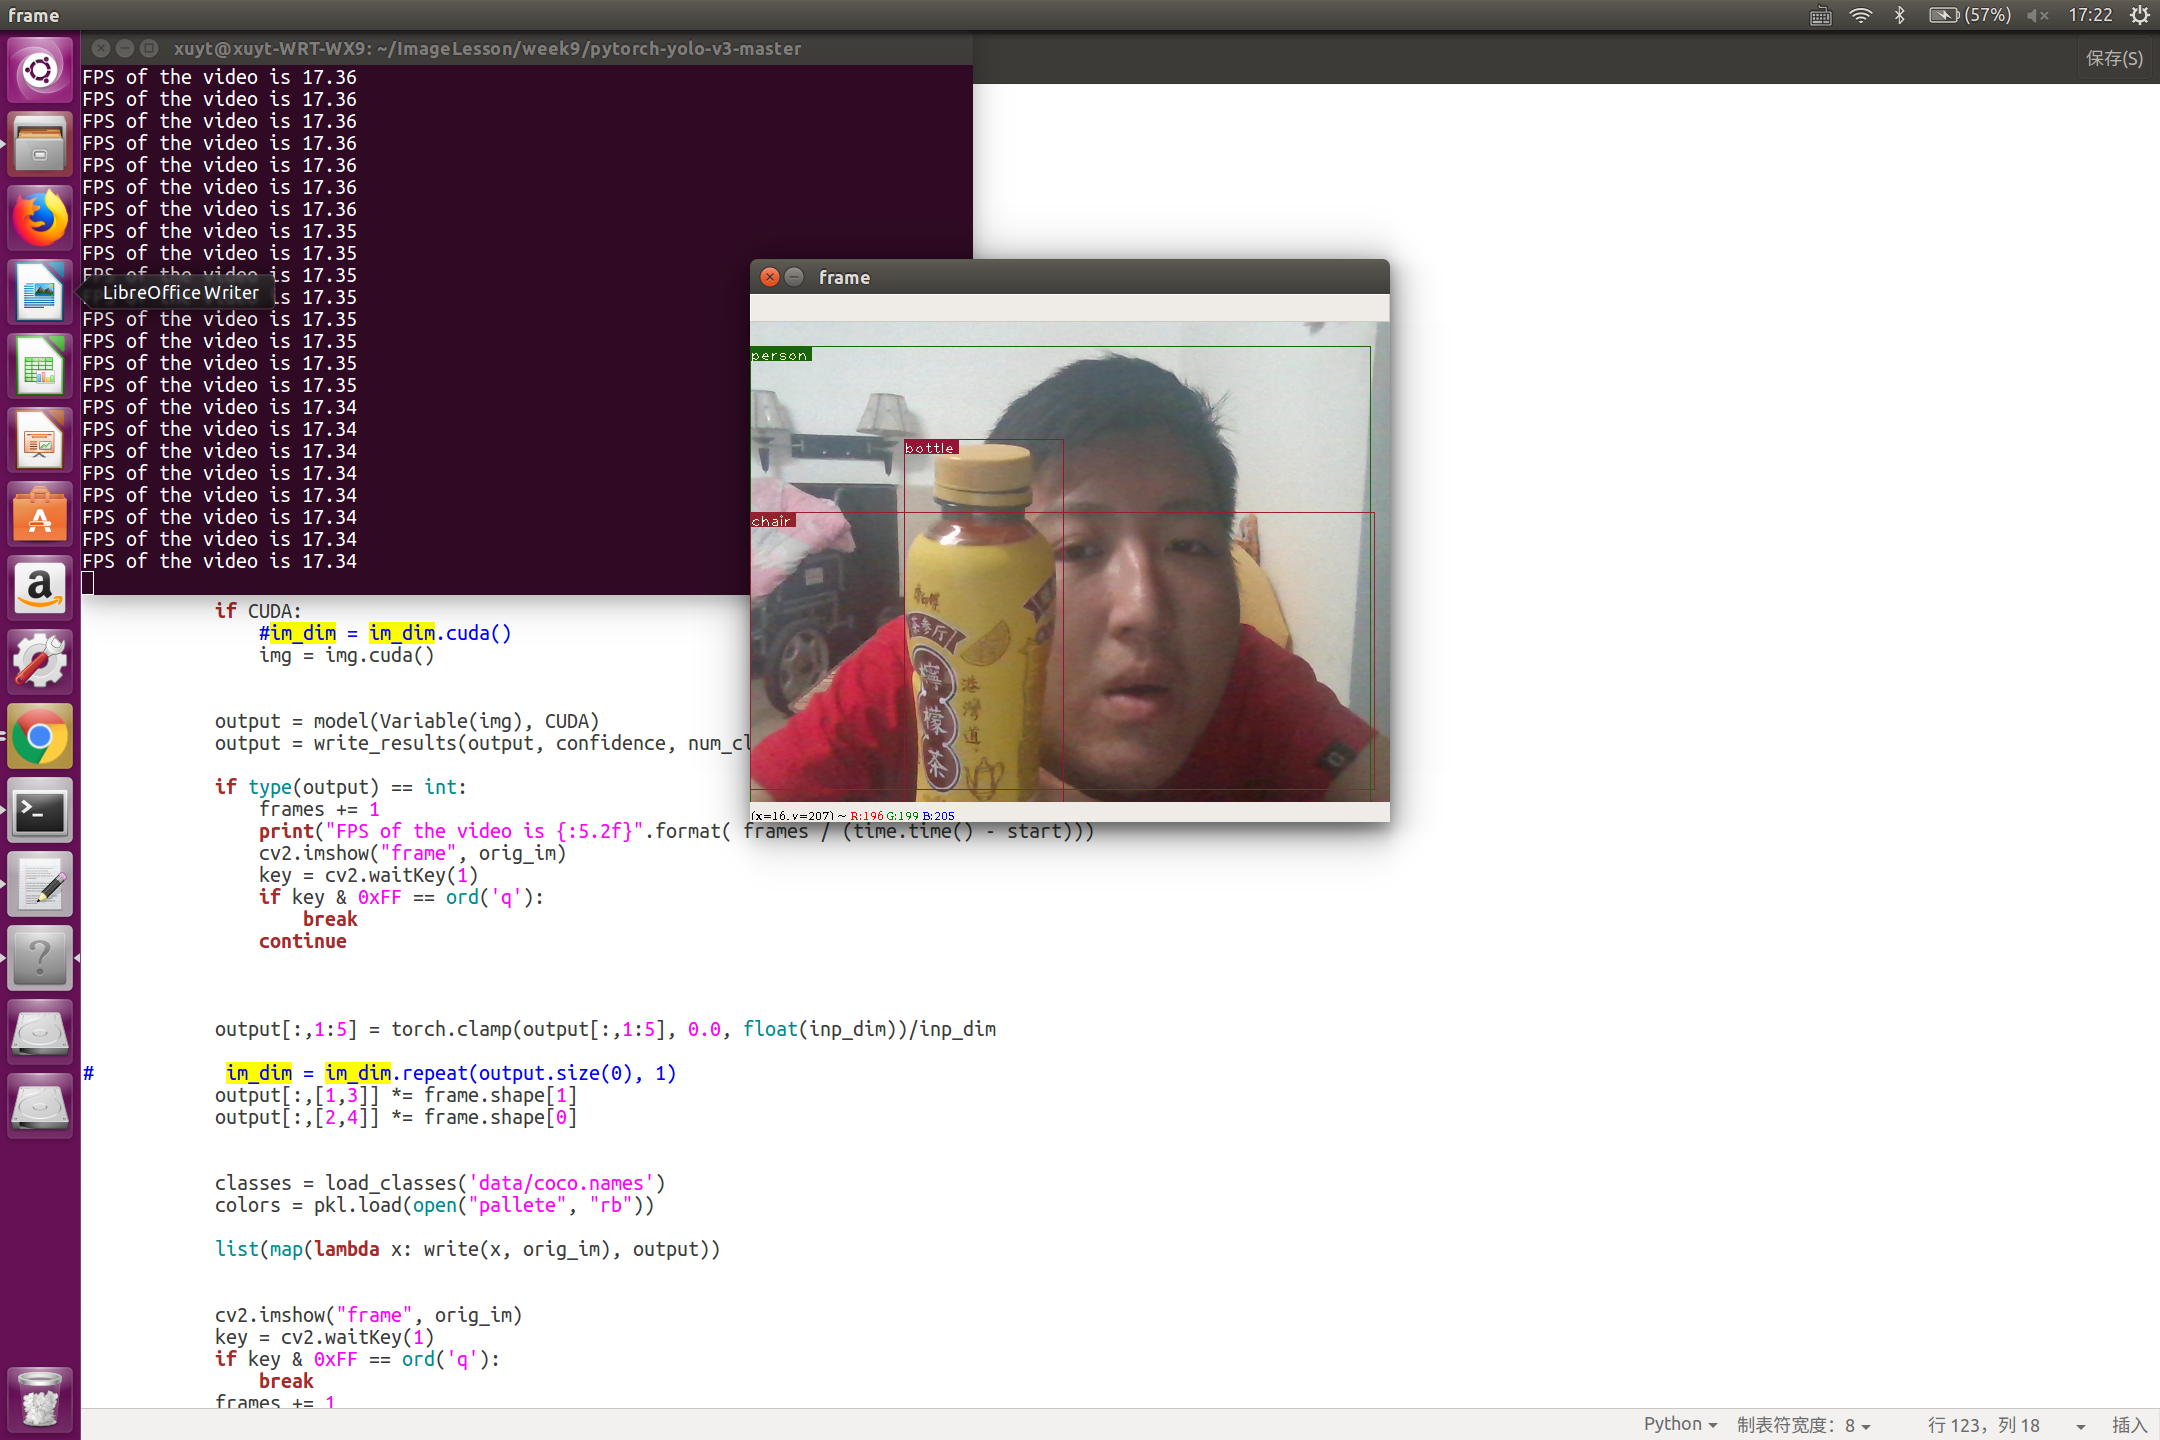 frame
(57%)
17:22
xuyt@xuyt-WRT-WX9: ~/ImageLesson/week9/pytorch-yolo-v3-master
保存(S)
FPS of the video is 17.36
FPS of the video is 17.36
FPS of the video is 17.36
FPS of the video is 17.36
FPS of the video is 17.36
FPS of the video is 17.36
FPS of the video is 17.36
FPS of the video is 17.35
FPS of the video is 17.35
FPS of the video is 17.35
LibreOffice Writer
is 17.35
FPS of the video is 17.35
FPS of the video is 17.35
FPS of the video is 17.35
FPS of the video is 17.35
FPS of the video is 17.34
FPS of the video is 17.34
FPS of the video is 17.34
FPS of the video is 17.34
FPS of the video is 17.34
FPS of the video is 17.34
FPS of the video is 17.34
FPS of the video is 17.34
frame
person
bottle
chair
茶参厅
檸檬茶
港灣道
(x=16, y=207) ~ R:196 G:199 B:205
if CUDA:
#im_dim = im_dim.cuda()
img = img.cuda()
output = model(Variable(img), CUDA)
output = write_results(output, confidence, num_cl
if type(output) == int:
frames += 1
print("FPS of the video is {:5.2f}".format( frames / (time.time() - start)))
cv2.imshow("frame", orig_im)
key = cv2.waitKey(1)
if key & 0xFF == ord('q'):
break
continue
output[:,1:5] = torch.clamp(output[:,1:5], 0.0, float(inp_dim))/inp_dim
# im_dim = im_dim.repeat(output.size(0), 1)
output[:,[1,3]] *= frame.shape[1]
output[:,[2,4]] *= frame.shape[0]
classes = load_classes('data/coco.names')
colors = pkl.load(open("pallete", "rb"))
list(map(lambda x: write(x, orig_im), output))
cv2.imshow("frame", orig_im)
key = cv2.waitKey(1)
if key & 0xFF == ord('q'):
break
frames += 1
Python
制表符宽度：8
行 123，列 18
插入